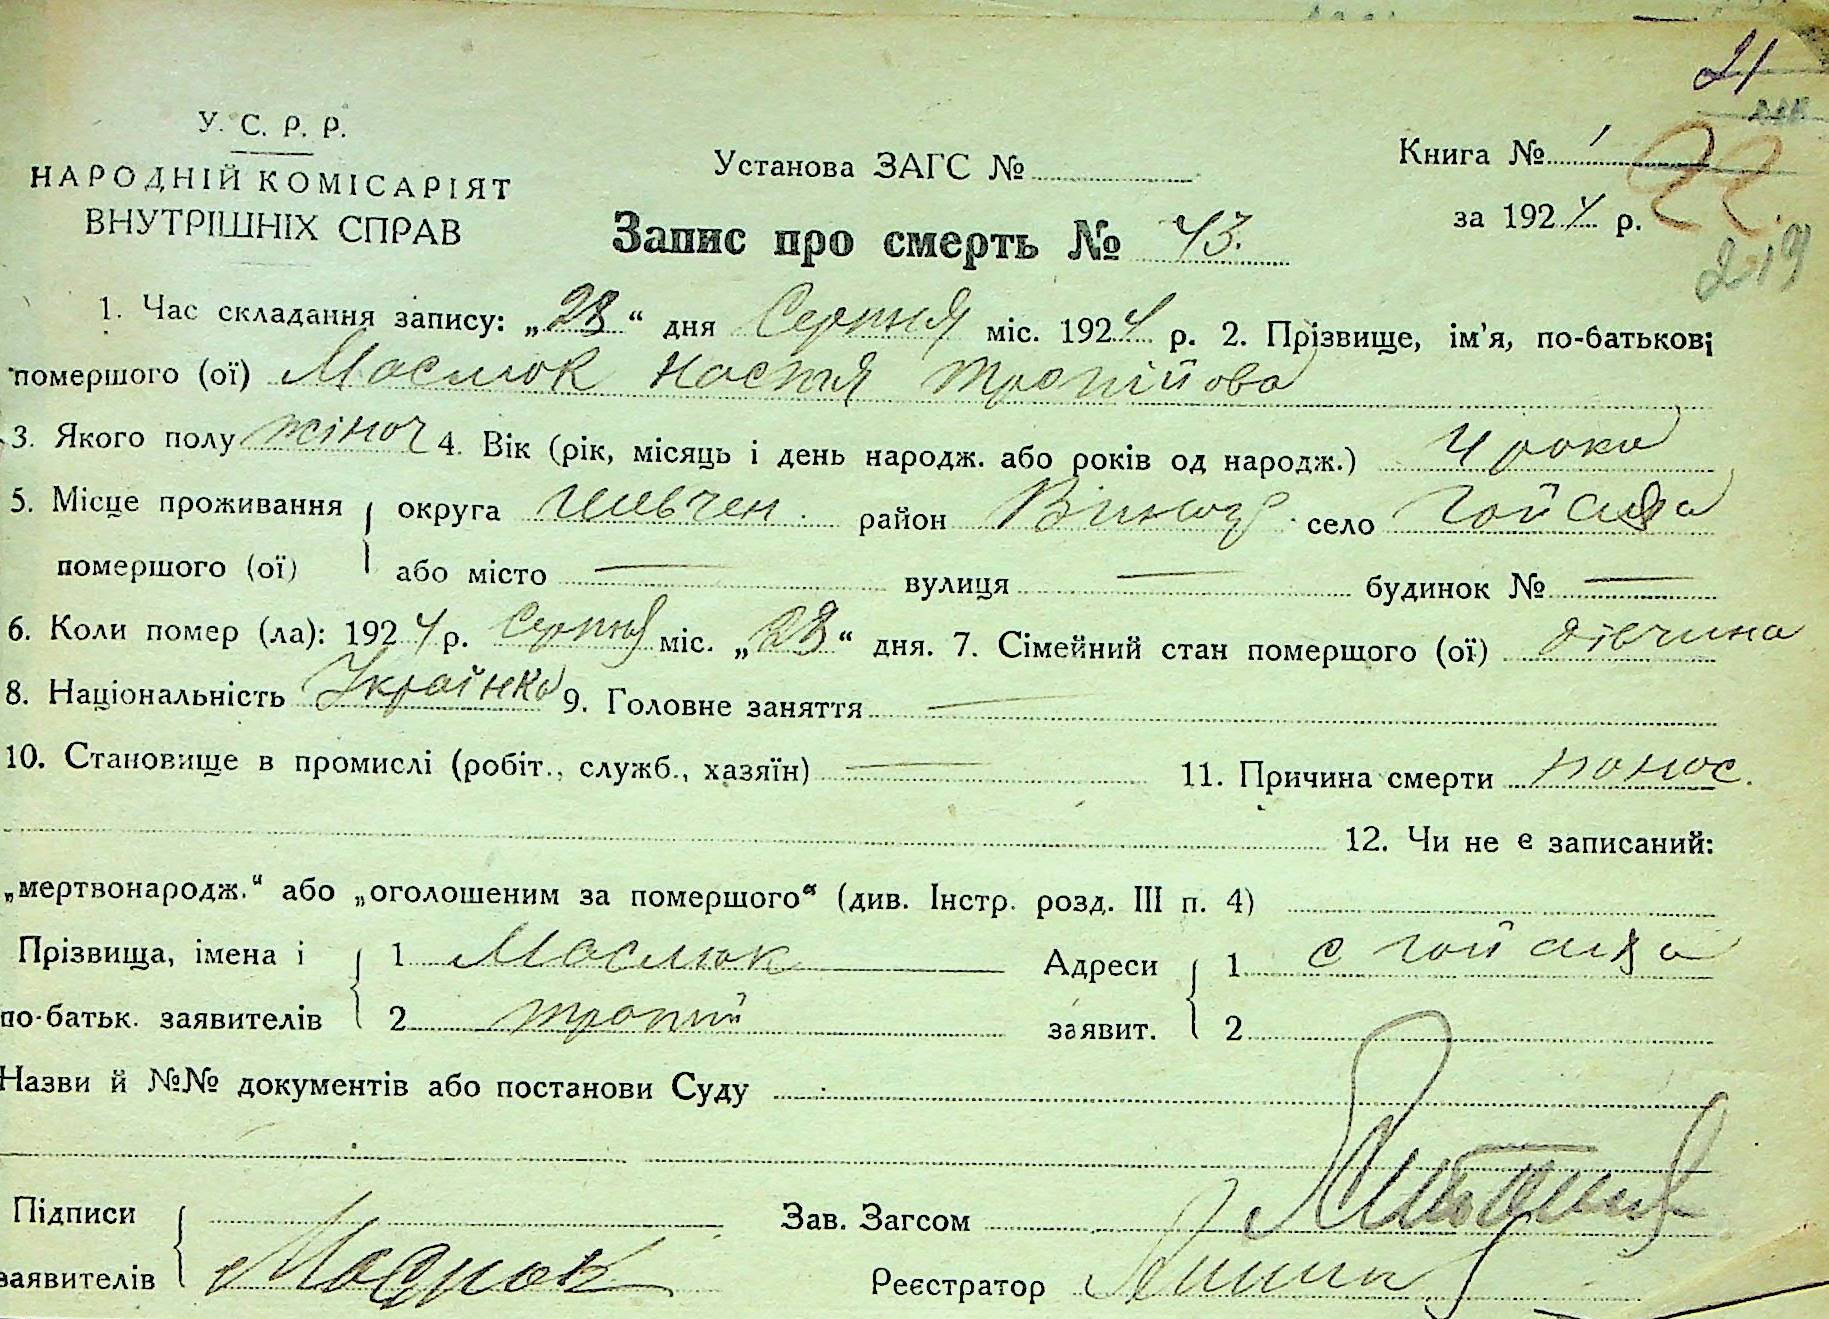 21
У. С. Р. Р.
НАРОДНІЙ КОМІСАРІЯТ
ВНУТРІШНІХ СПРАВ
Установа ЗАГС №
Книга № 1
22.
за 1924 р.
219
Запис про смерть № 43.
1. Час складання запису: „28“ дня Серпня міс. 1924 р. 2. Прізвище, ім'я, по-батькові
помершого (ої) Маслюк Настя Тропійова
3. Якого полу жіноч 4. Вік (рік, місяць і день народж. або років од народж.) 4 роки
5. Місце проживання округа Шевчен. район село
помершого (ої) або місто — вулиця — будинок № —
6. Коли помер (ла): 1924 р. Серпня міс. „28“ дня. 7. Сімейний стан померщого (ої) дівчина
8. Національність Українка 9. Головне заняття —
10. Становище в промислі (робіт., служб., хазяїн) — 11. Причина смерти понос.
12. Чи не є записаний:
„мертвонародж.“ або „оголошеним за помершого“ (див. Інстр. розд. III п. 4)
Прізвища, імена і 1 Маслюк Адреси 1 с
по-батьк. заявителів 2 Тропій заявит. 2
Назви й №№ документів або постанови Суду
Підписи Зав. Загсом
заявителів Маслюк Реєстратор